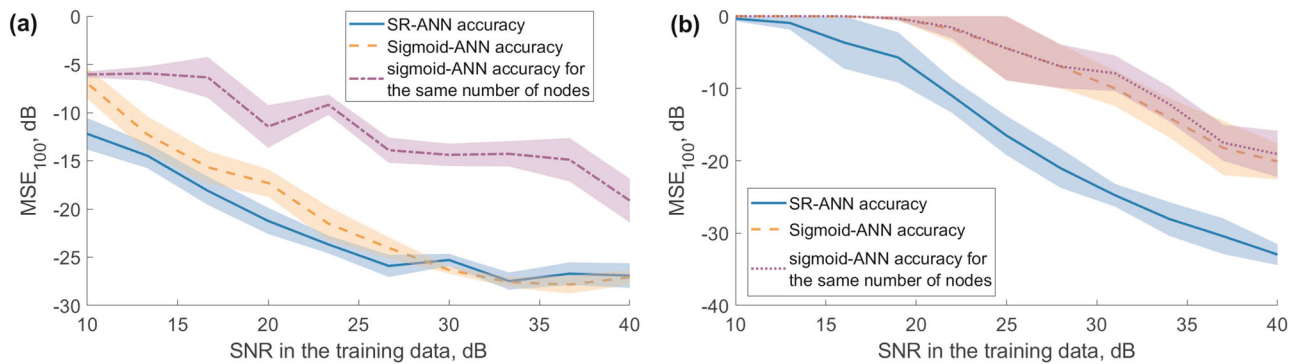 (a)
0
-5
-10
-15
-20
-25
-30
MSE100, dB
10
15
20
25
30
35
40
SNR in the training data, dB
SR-ANN accuracy
Sigmoid-ANN accuracy
sigmoid-ANN accuracy for
the same number of nodes
(b)
0
-10
-20
-30
-40
MSE100, dB
10
15
20
25
30
35
40
SNR in the training data, dB
SR-ANN accuracy
Sigmoid-ANN accuracy
sigmoid-ANN accuracy for
the same number of nodes